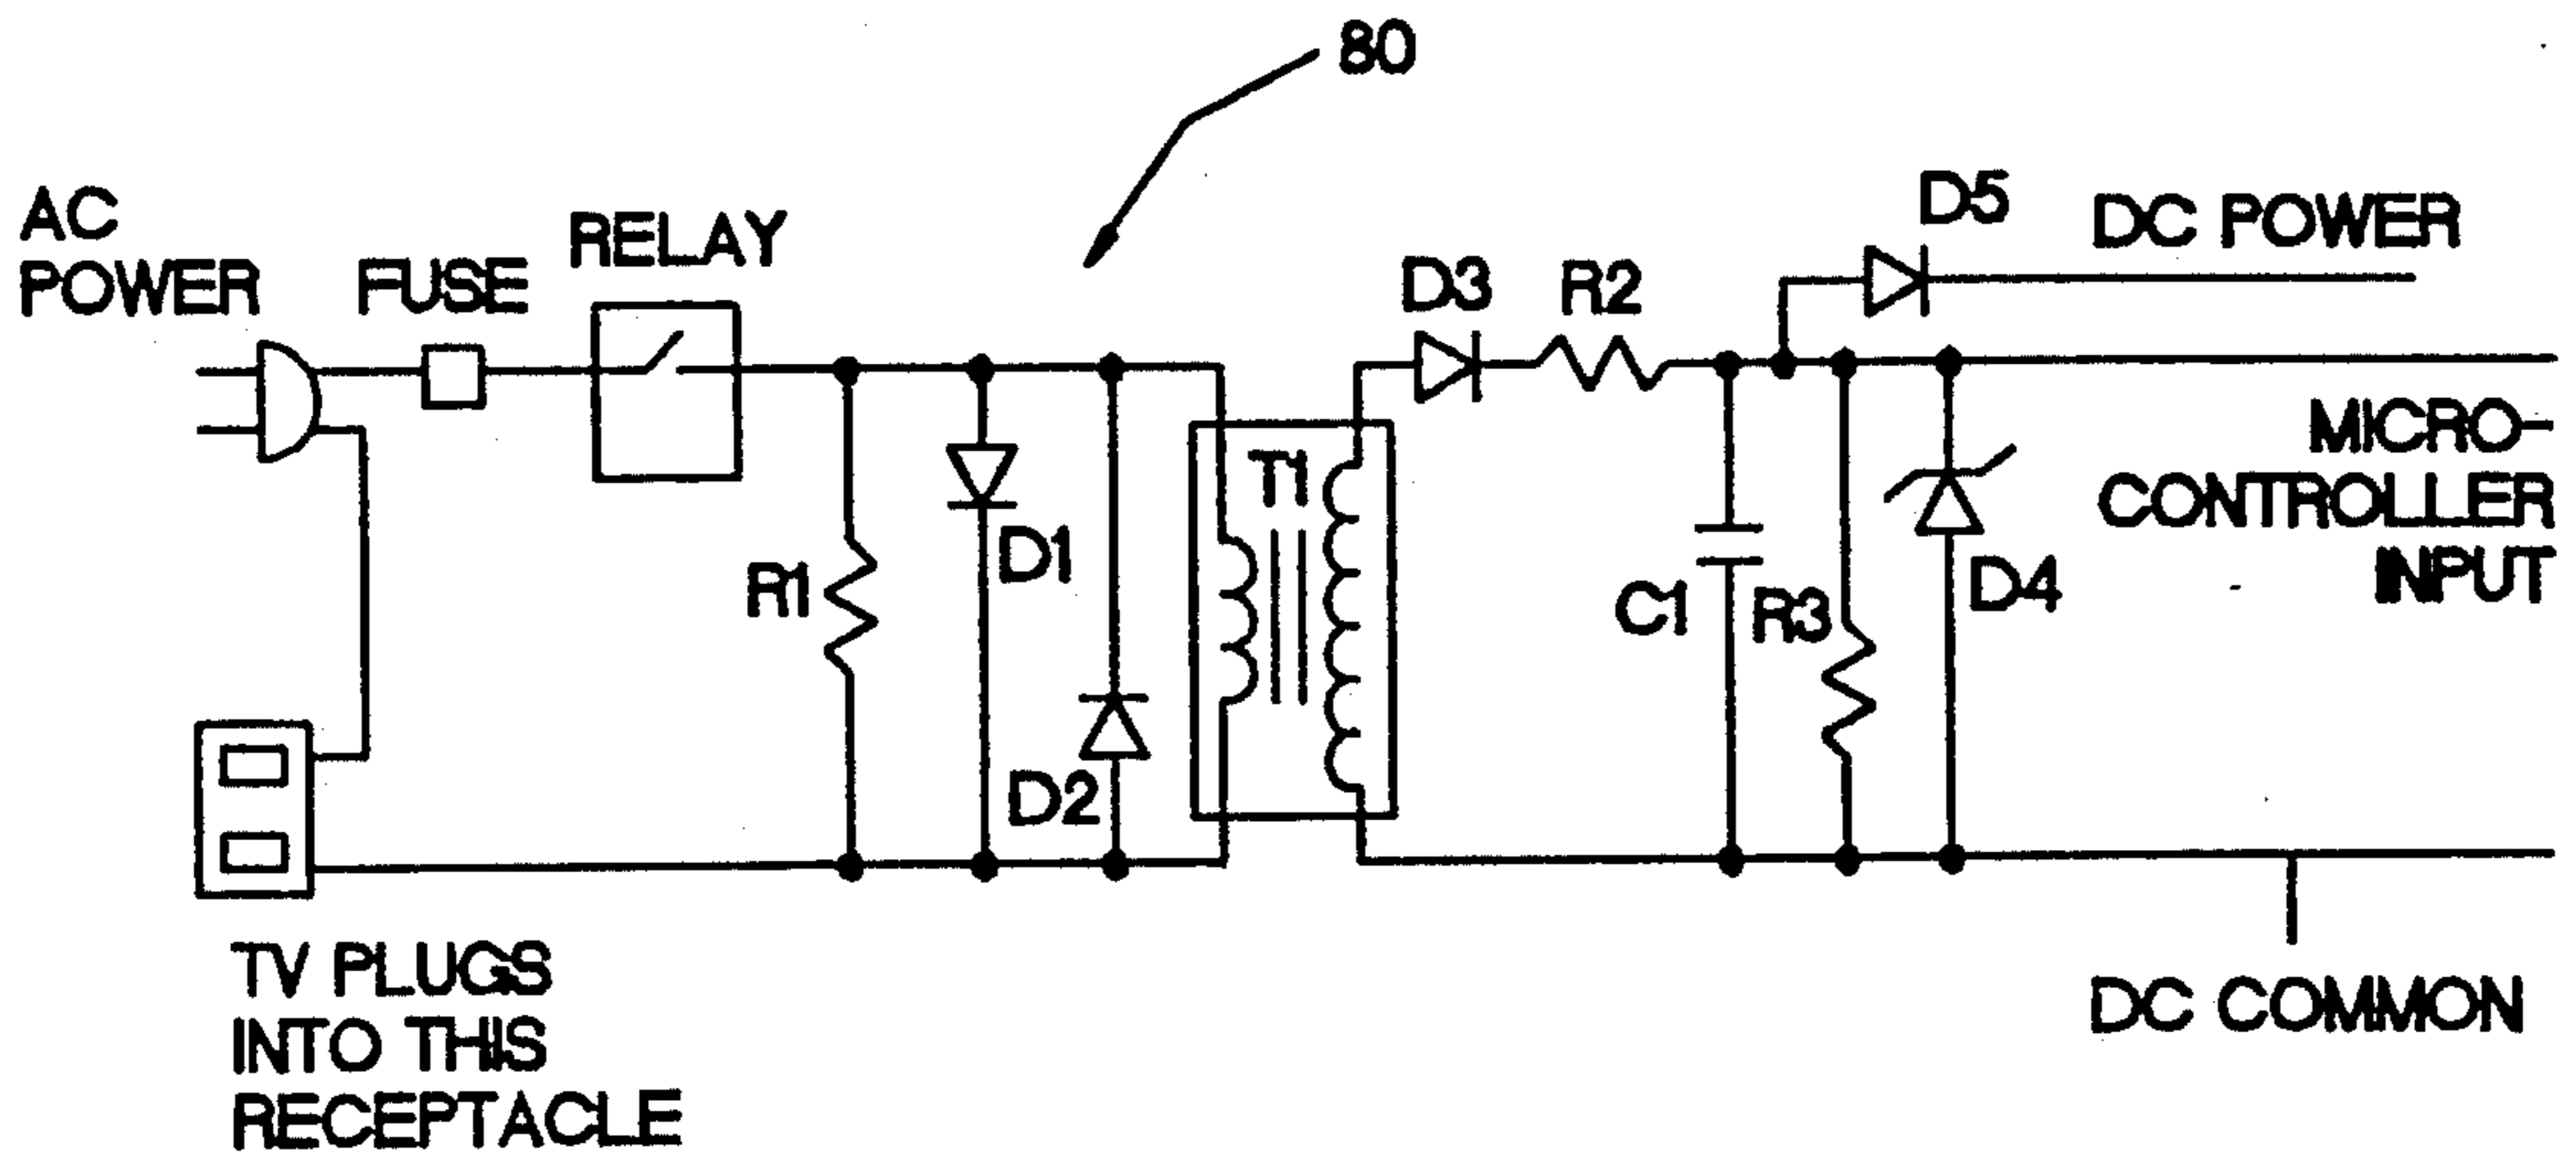 80
AC
POWER
FUSE
RELAY
D3
R2
D5
DC POWER
MICRO-
CONTROLLER
INPUT
T1
R1
D1
D2
C1
R3
D4
TV PLUGS
INTO THIS
RECEPTACLE
DC COMMON